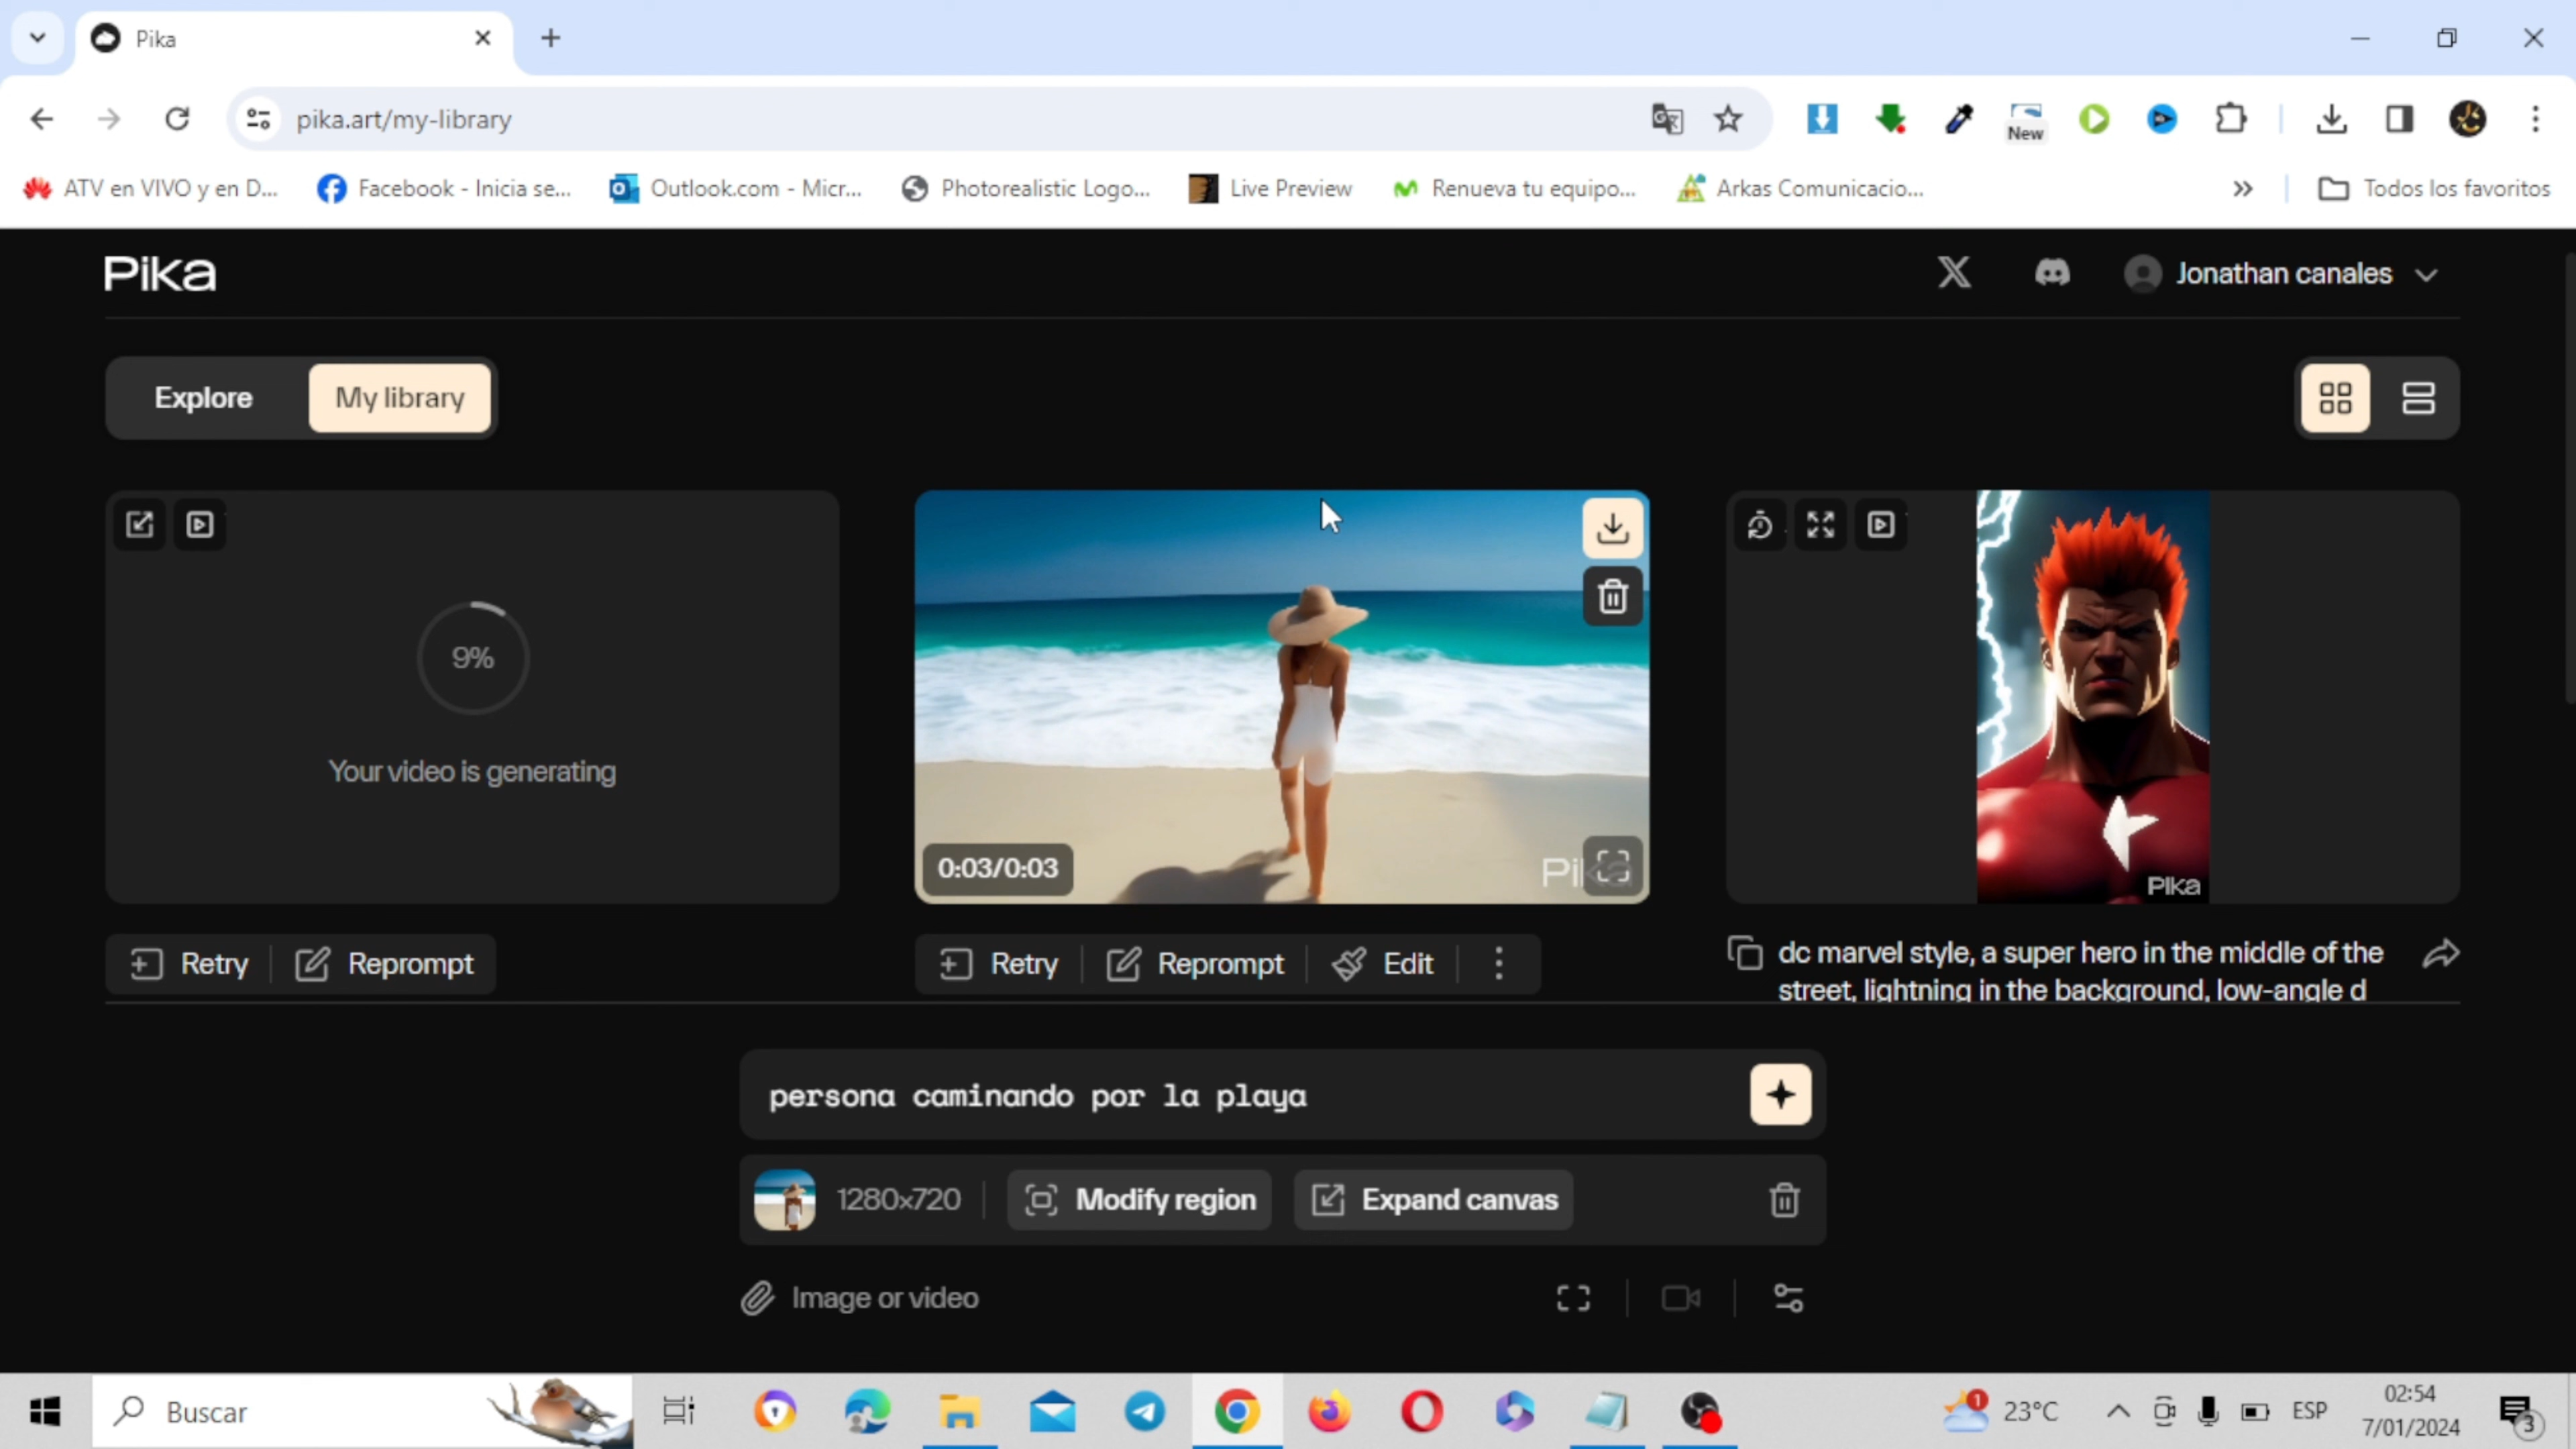 Pika
pika.art/my-library
New
ATV en VIVO y en D...
Facebook - Inicia se...
Outlook.com - Micr...
Photorealistic Logo...
Live Preview
Renueva tu equipo...
Arkas Comunicacio...
Todos los favoritos
Pika
Jonathan canales
Explore
My library
9%
Your video is generating
0:03/0:03
Pika
Retry
Reprompt
Retry
Reprompt
Edit
dc marvel style, a super hero in the middle of the
street, lightning in the background, low-angle d
persona caminando por la playa
1280×720
Modify region
Expand canvas
Image or video
Buscar
1
23°C
ESP
02:54
7/01/2024
3